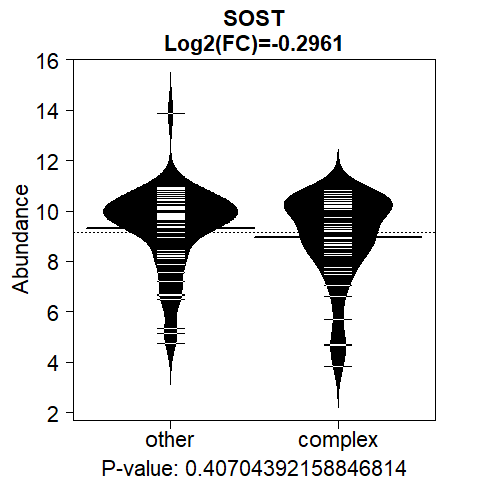 SOST
Log2(FC)=-0.2961
16
14
12
10
8
6
4
2
Abundance
other complex
P-value: 0.40704392158846814